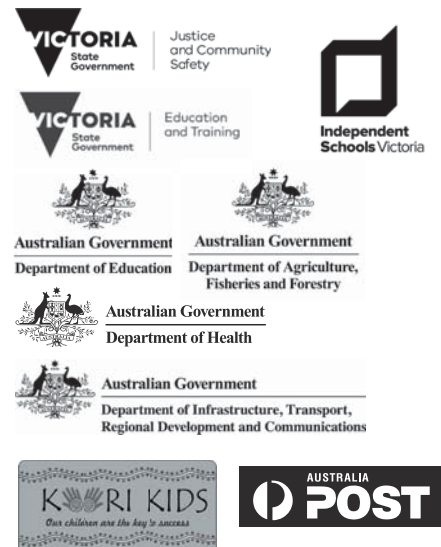 VICTORIA
State
Government
Justice
and Community
Safety
Independent
Schools Victoria
VICTORIA
State
Government
Education
and Training
Australian Government
Department of Education
Australian Government
Department of Agriculture,
Fisheries and Forestry
Australian Government
Department of Health
Australian Government
Department of Infrastructure, Transport,
Regional Development and Communications
KOORI KIDS
Our children are the key to success
AUSTRALIA
POST